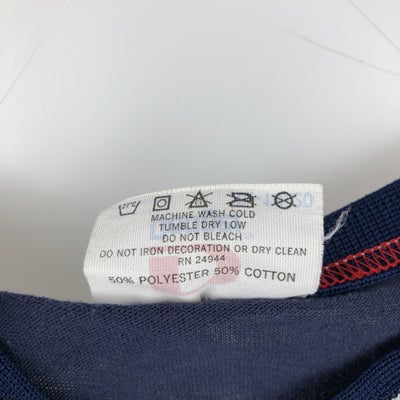 21°C
MACHINE WASH COLD
TUMBLE DRY LOW
DO NOT BLEACH
DO NOT IRON DECORATION OR DRY CLEAN
RN 24944
50% POLYESTER 50% COTTON